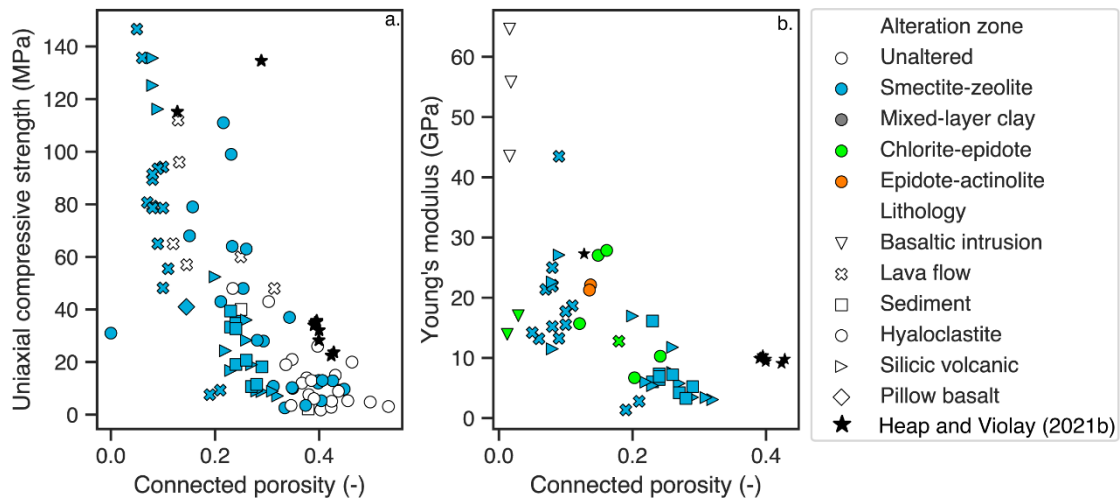 a.
Uniaxial compressive strength (MPa)
140
120
100
80
60
40
20
0
0.0 0.2 0.4
Connected porosity (-)
b.
Young's modulus (GPa)
60
50
40
30
20
10
0
0.0 0.2 0.4
Connected porosity (-)
Alteration zone
Unaltered
Smectite-zeolite
Mixed-layer clay
Chlorite-epidote
Epidote-actinolite
Lithology
Basaltic intrusion
Lava flow
Sediment
Hyaloclastite
Silicic volcanic
Pillow basalt
Heap and Violay (2021b)